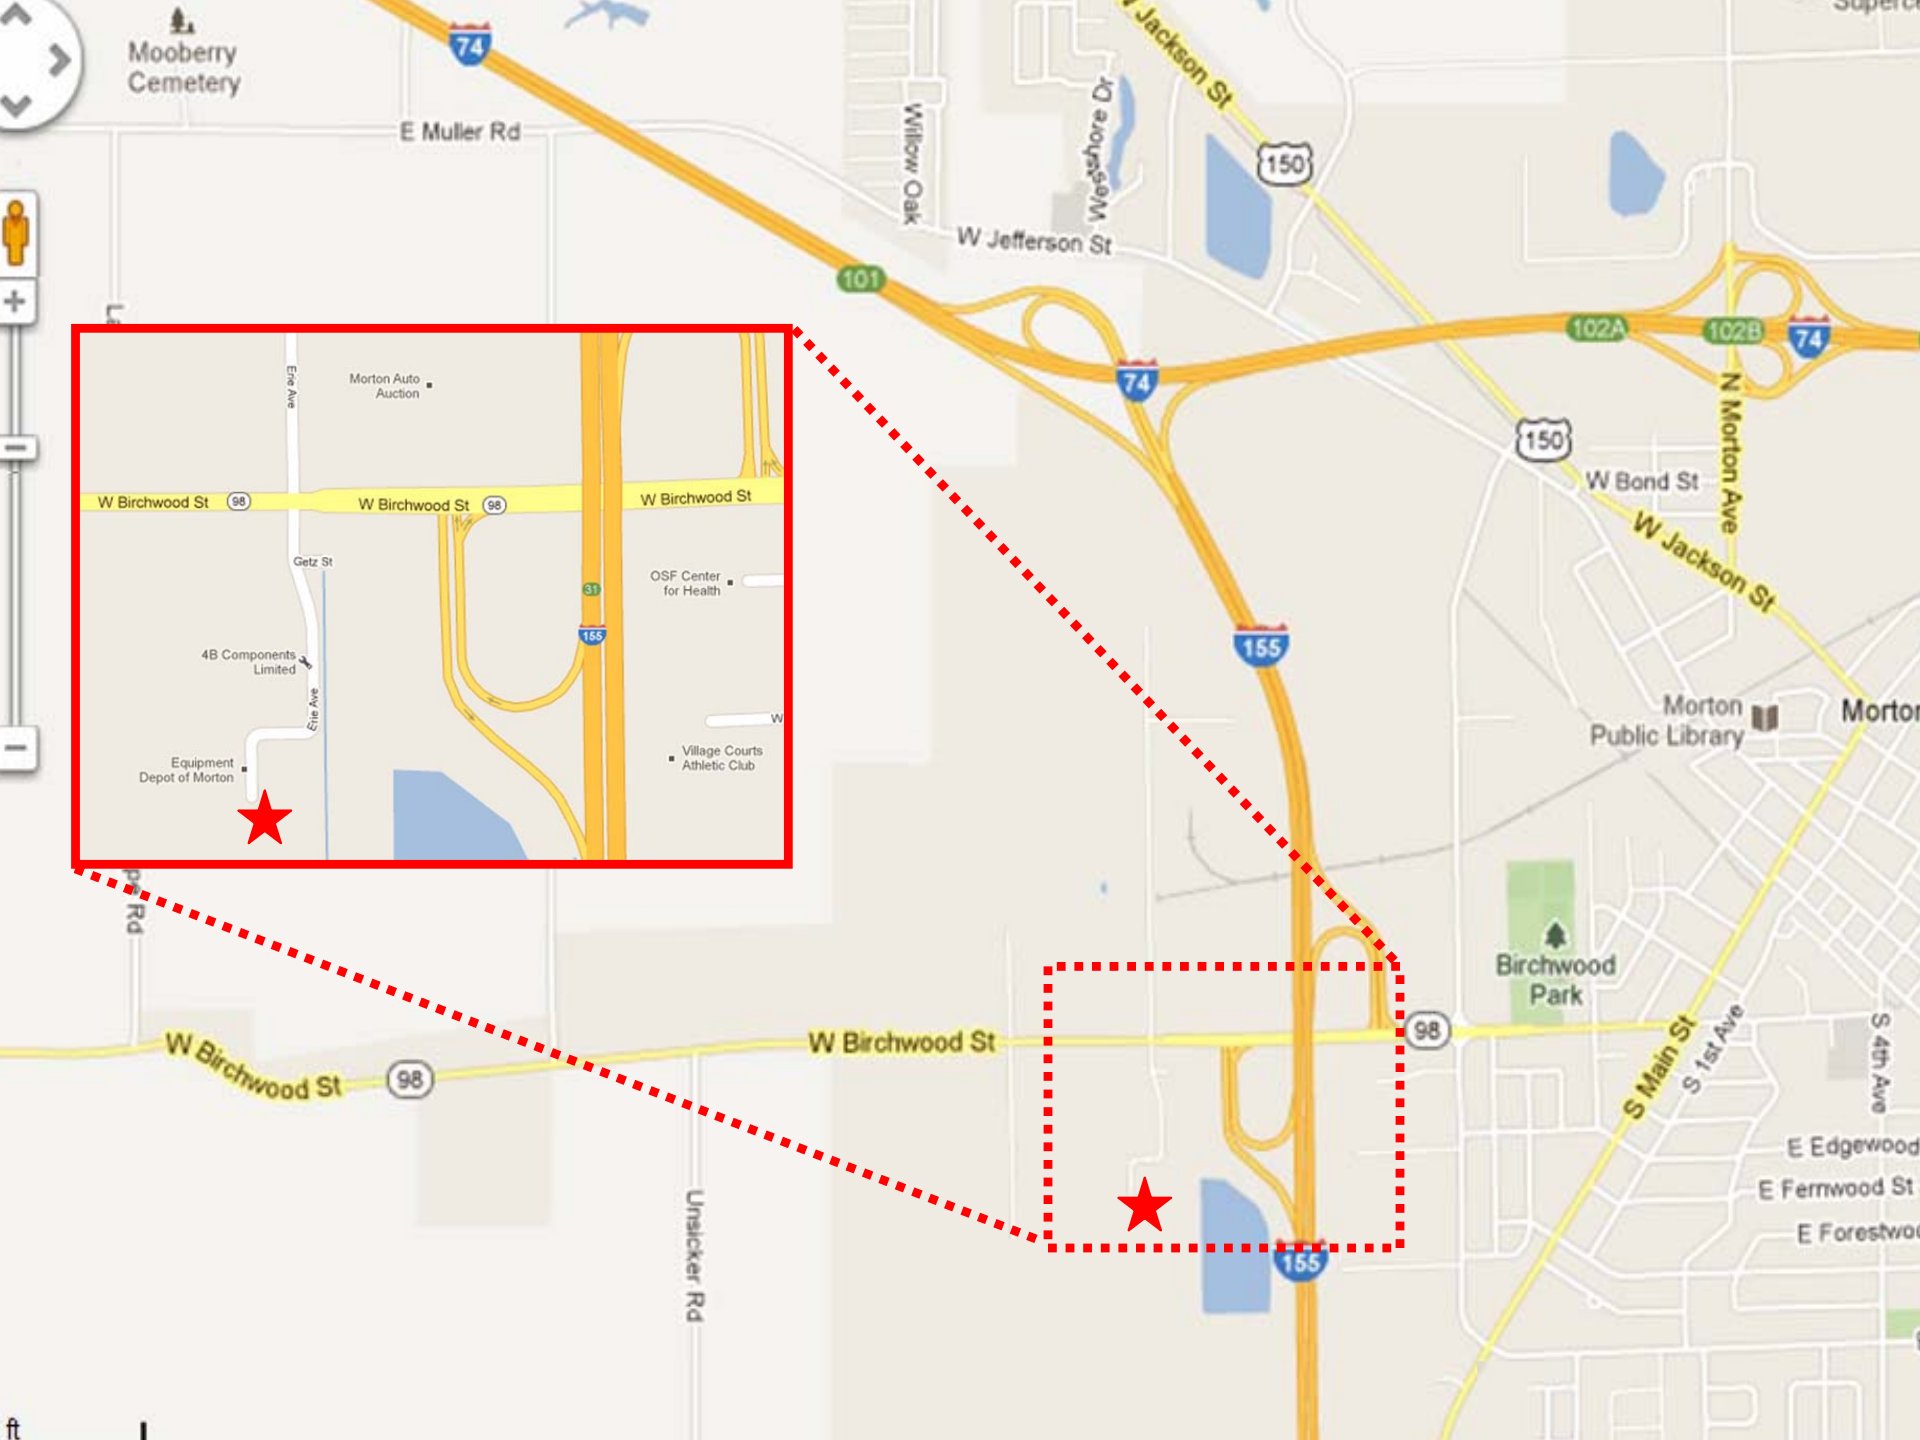 Mooberry
Cemetery
74
E Muller Rd
Willow Oak
Westshore Dr
W Jackson St
150
W Jefferson St
101
74
102A
102B
74
N Morton Ave
150
W Bond St
W Jackson St
155
Morton
Public Library
Erie Ave
Morton Auto
Auction
W Birchwood St
98
W Birchwood St
98
W Birchwood St
Getz St
31
155
OSF Center
for Health
4B Components
Limited
Erie Ave
W
Equipment
Depot of Morton
Village Courts
Athletic Club
pe Rd
Birchwood
Park
W Birchwood St
98
W Birchwood St
98
S Main St
S 1st Ave
S 4th Ave
E Edgewood
E Fernwood St
Unsicker Rd
155
ft